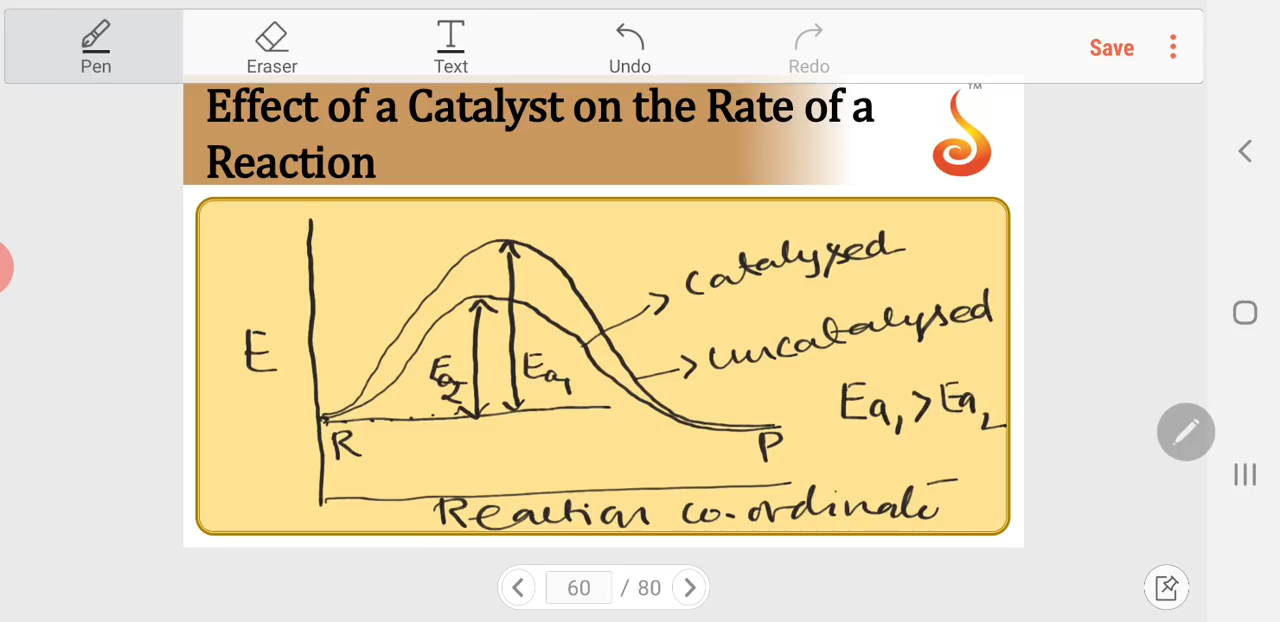 Pen Eraser Text Undo Redo Save
TM
Effect of a Catalyst on the Rate of a
Reaction
Catalysed
Uncatalysed
E
Ea2 Ea1
Ea1 > Ea2
R P
Reaction co-ordinate
60 / 80